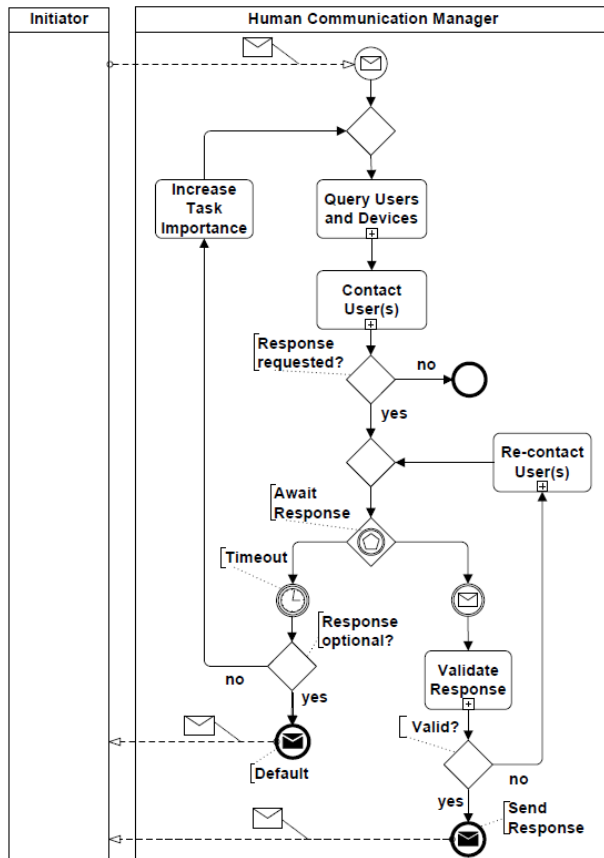 Initiator
Human Communication Manager
Increase
Task
Importance
Query Users
and Devices
Contact
User(s)
Response
requested?
no
yes
Re-contact
User(s)
Await
Response
Timeout
Response
optional?
no
yes
Validate
Response
Valid?
no
Default
yes
Send
Response